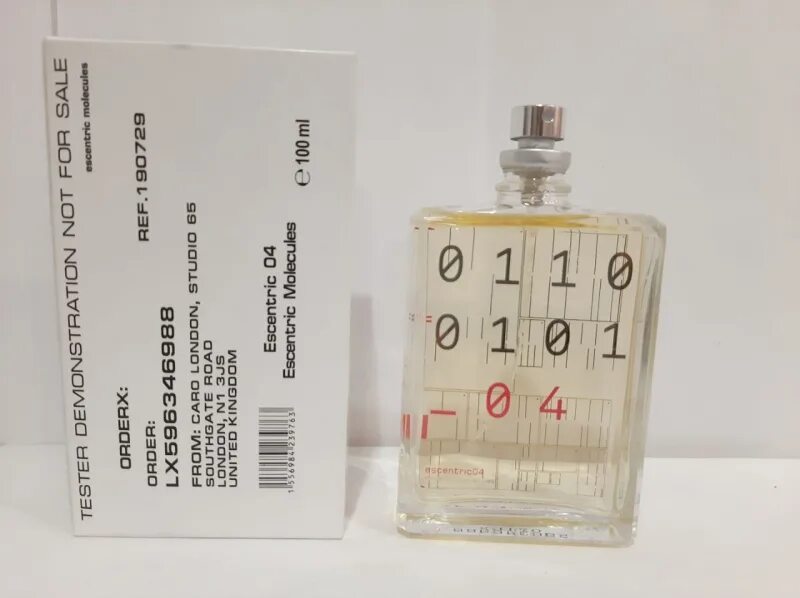 TESTER DEMONSTRATION NOT FOR SALE
escentric molecules
ORDERX:
REF.190729
ORDER:
LX596346988
FROM: CARO LONDON, STUDIO 65
SOUTHGATE ROAD
LONDON, N1 3JS
UNITED KINGDOM
Escentric 04
Escentric Molecules
℮100 ml
1556984239763
0110
0101
- 04
escentric04